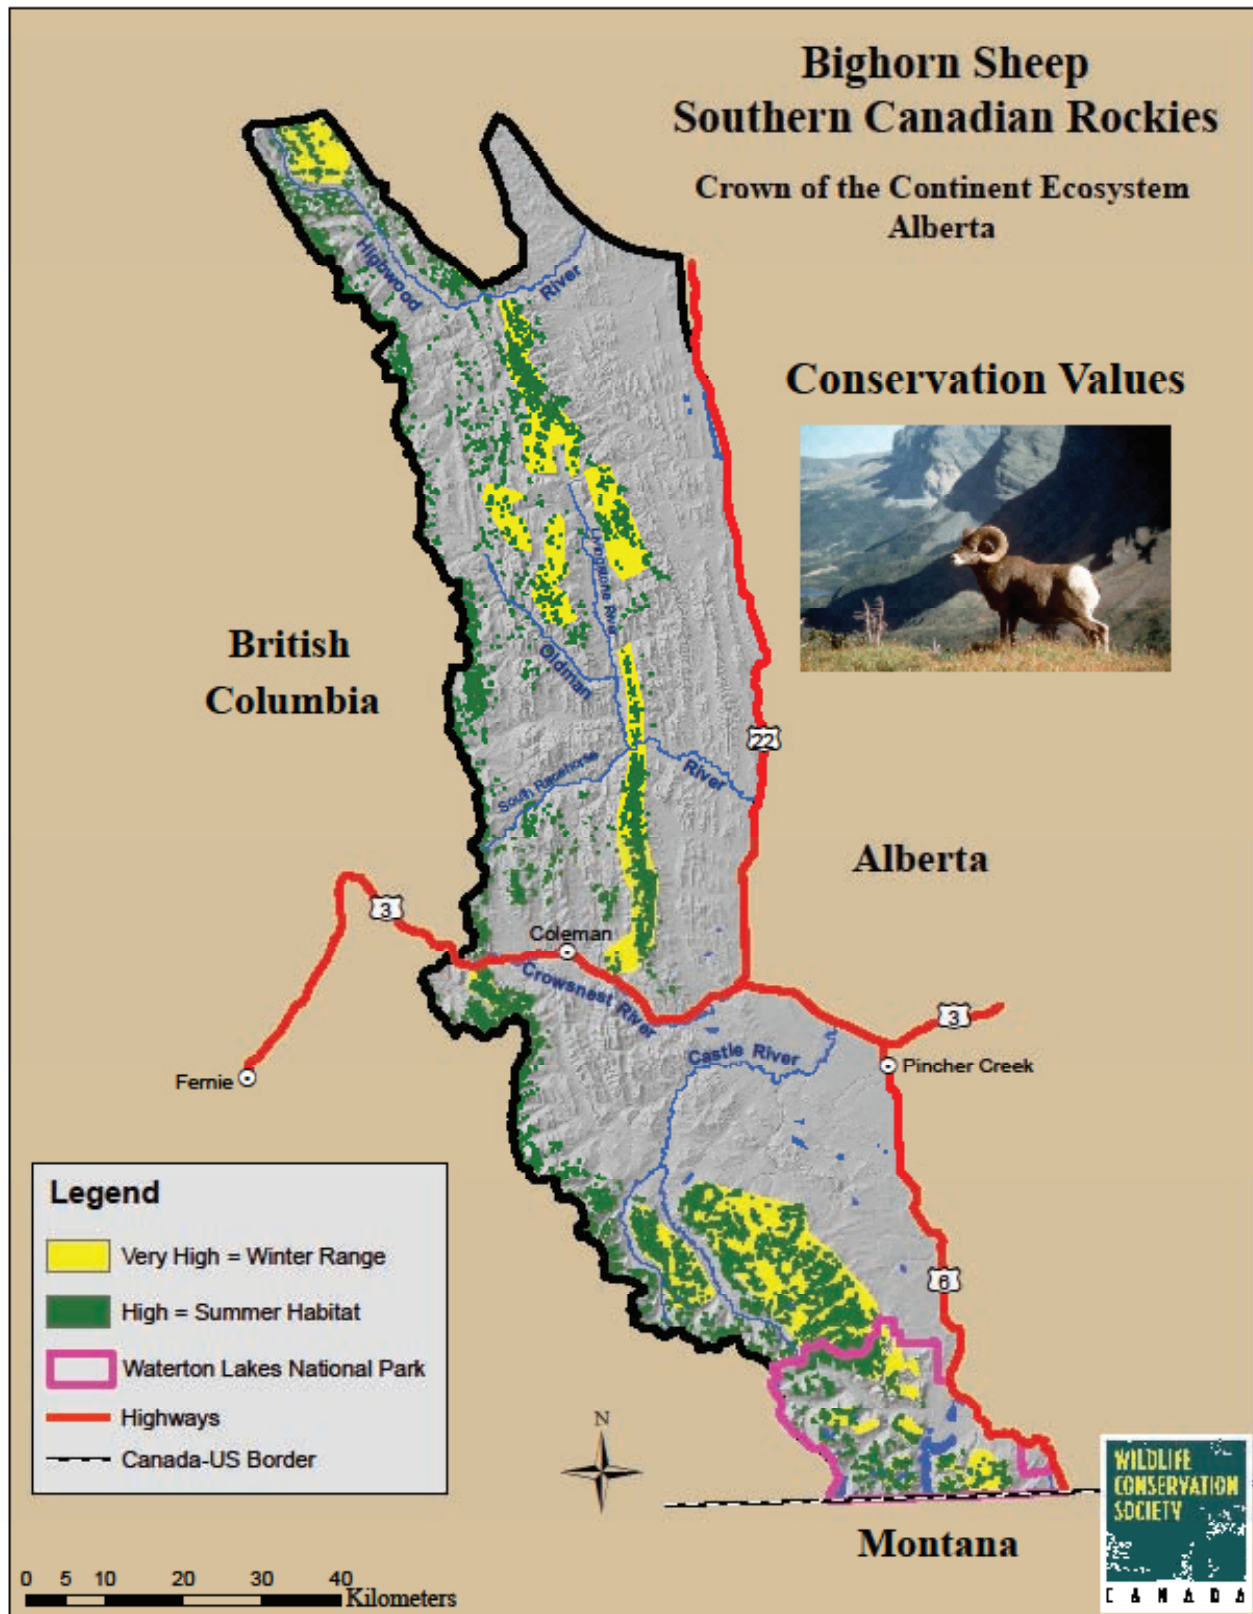 Bighorn Sheep
Southern Canadian Rockies
Crown of the Continent Ecosystem
Alberta
Highwood
River
Conservation Values
Livingstone River
British
Columbia
Oldman
22
South Racehorse
River
Alberta
3
Coleman
Crowsnest River
3
Castle River
Pincher Creek
Fernie
Legend
Very High = Winter Range
High = Summer Habitat
Waterton Lakes National Park
Highways
Canada-US Border
6
N
WILDLIFE
CONSERVATION
SOCIETY
CANADA
Montana
0 5 10 20 30 40
Kilometers